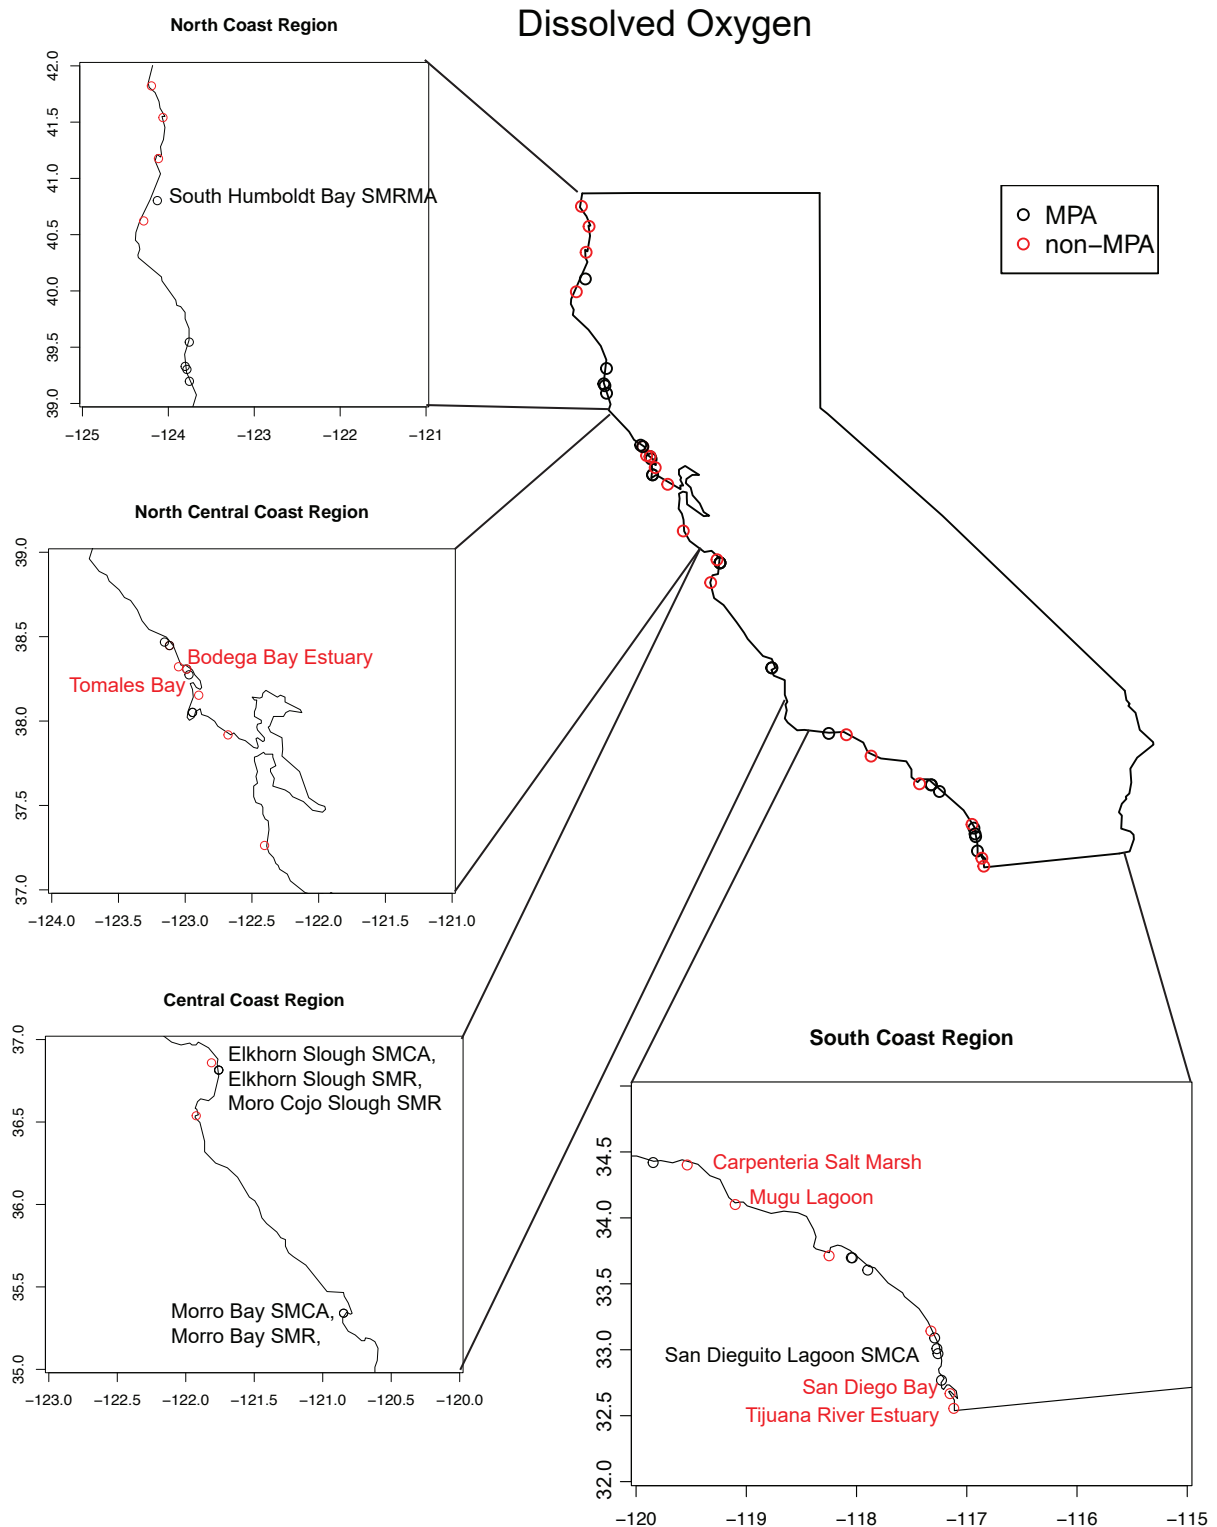 Dissolved Oxygen
North Coast Region
42.0
41.5
41.0
40.5
40.0
39.5
39.0
South Humboldt Bay SMRMA
−125
−124
−123
−122
−121
MPA
non−MPA
North Central Coast Region
39.0
38.5
38.0
37.5
37.0
Bodega Bay Estuary
Tomales Bay
−124.0
−123.5
−123.0
−122.5
−122.0
−121.5
−121.0
Central Coast Region
37.0
36.5
36.0
35.5
35.0
Elkhorn Slough SMCA,
Elkhorn Slough SMR,
Moro Cojo Slough SMR
Morro Bay SMCA,
Morro Bay SMR,
−123.0
−122.0
−121.5
−121.0
−120.5
−120.0
South Coast Region
34.5
34.0
33.5
33.0
32.5
32.0
Carpenteria Salt Marsh
Mugu Lagoon
San Dieguito Lagoon SMCA
San Diego Bay
Tijuana River Estuary
−120
−119
−118
−117
−116
−115